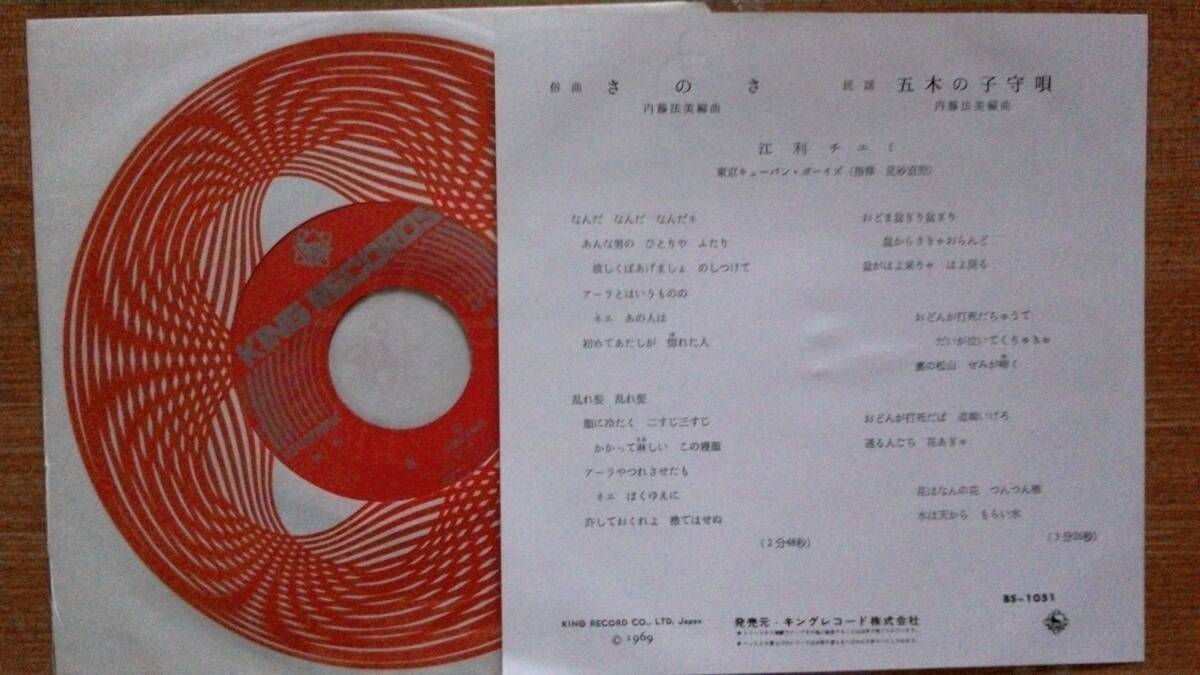 KING RECORDS
俗曲 さのさ
内藤法美編曲
民謡 五木の子守唄
内藤法美編曲
江利チエミ
東京キューバン・ボーイズ (指揮 見砂直照)
なんだ なんだ なんだネ
あんな男の ひとりや ふたり
欲しくばあげましょ のしつけて
アーラとはいうものの
ネエ あの人は
初めてあたしが 惚れた人
乱れ髪 乱れ髪
顔に冷たく 二すじ三すじ
かかって淋しい この寝顔
アーラやつれさせたも
ネエ ぼくゆえに
許しておくれよ 捨てはせぬ
(2分48秒)
おどま盆ぎり盆ぎり
盆からさきゃおらんど
盆がはよ来りゃ はよ戻る
おどんが打死だちゅうて
だいが泣いてくりゅきゃ
裏の松山 せみが鳴く
おどんが打死だば 道端いけろ
通る人ごち 花あぎゅ
花はなんの花 つんつん椿
水は天から もらい水
(3分26秒)
BS-1051
KING RECORD CO., LTD. Japan
© 1969
発売元・キングレコード株式会社